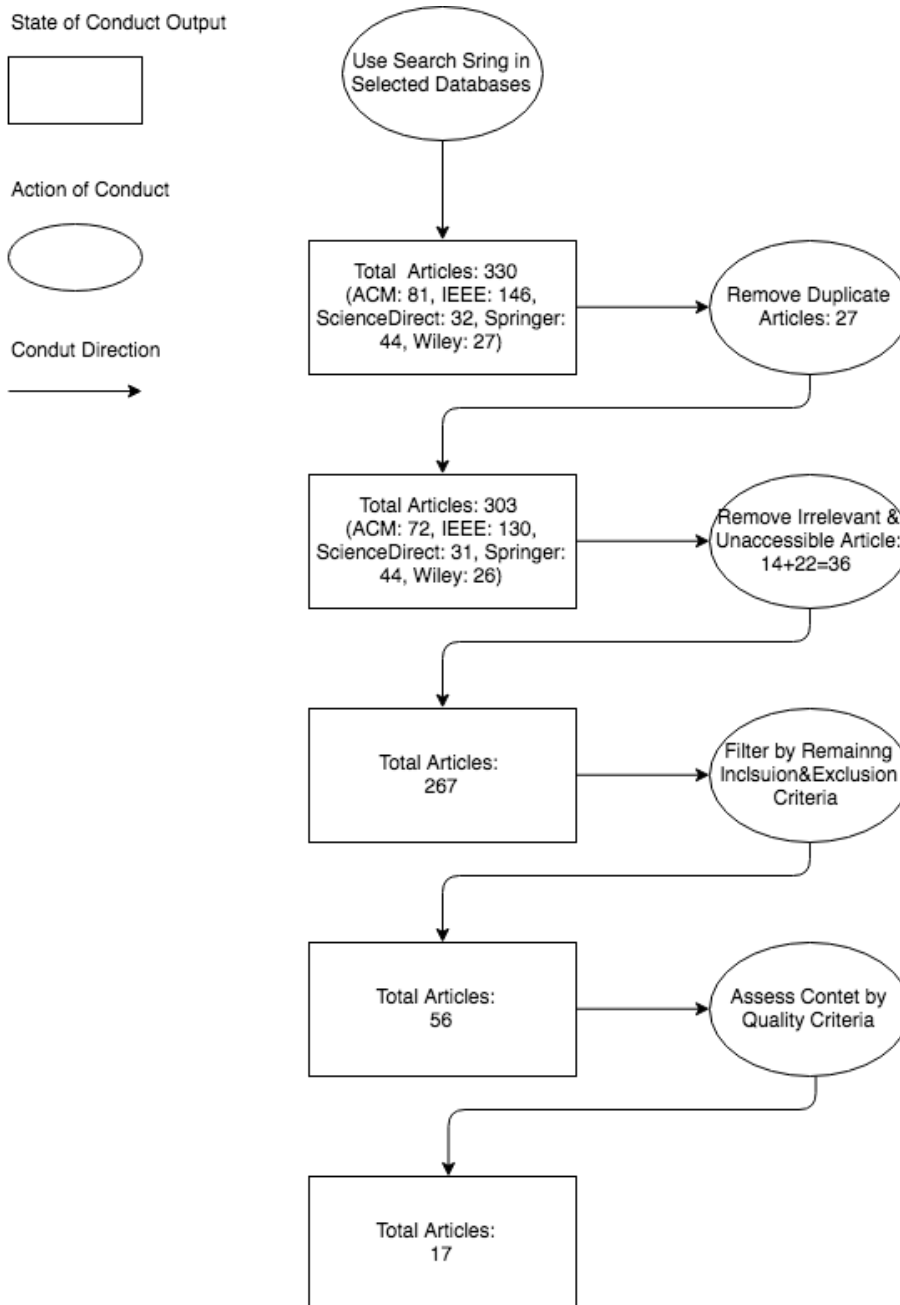 State of Conduct Output
Action of Conduct
Condut Direction
Use Search Sring in
Selected Databases
Total Articles: 330
(ACM: 81, IEEE: 146,
ScienceDirect: 32, Springer:
44, Wiley: 27)
Remove Duplicate
Articles: 27
Total Articles: 303
(ACM: 72, IEEE: 130,
ScienceDirect: 31, Springer:
44, Wiley: 26)
Remove Irrelevant &
Unaccessible Article:
14+22=36
Total Articles:
267
Filter by Remainng
Inclsuion&Exclusion
Criteria
Total Articles:
56
Assess Contet by
Quality Criteria
Total Articles:
17